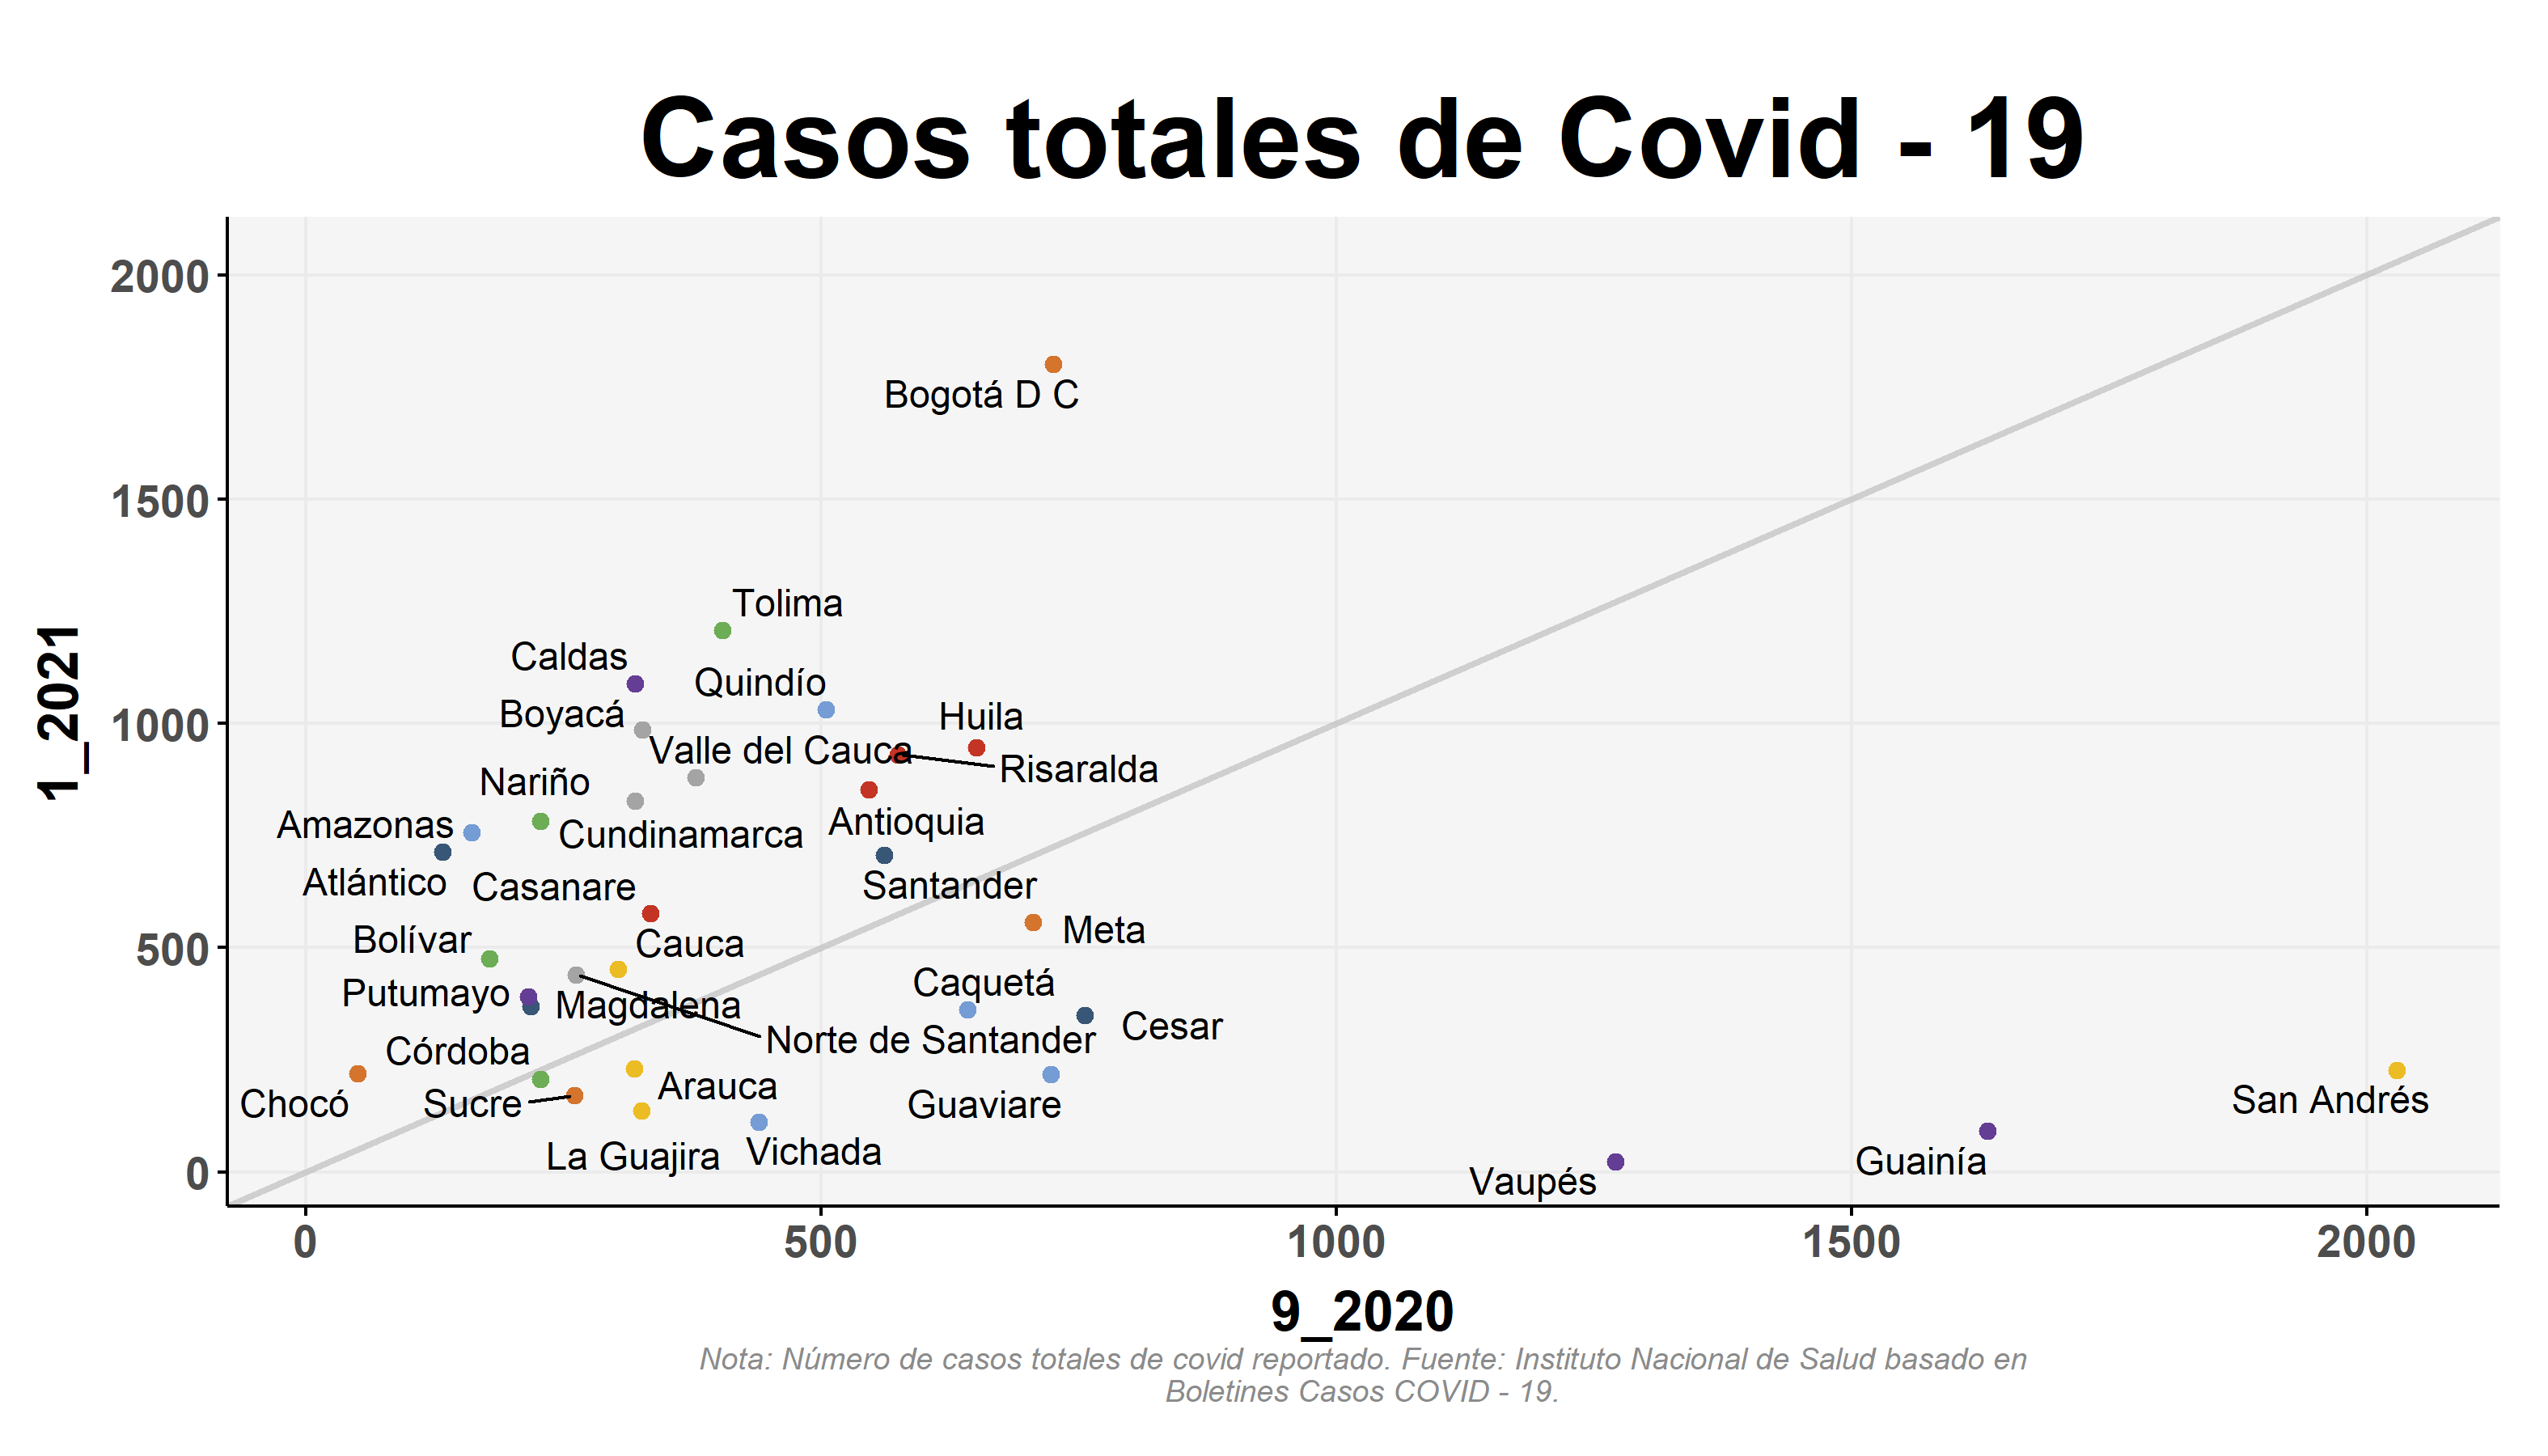 Casos totales de Covid - 19
2000
1500
1000
500
0
1_2021
Bogotá D C
Tolima
Caldas
Quindío
Boyacá
Huila
Valle del Cauca
Risaralda
Nariño
Amazonas
Cundinamarca
Antioquia
Atlántico
Casanare
Santander
Bolívar
Cauca
Meta
Putumayo
Magdalena
Caquetá
Norte de Santander
Cesar
Córdoba
Chocó
Sucre
Arauca
Guaviare
San Andrés
La Guajira
Vichada
Vaupés
Guainía
0
500
1000
1500
2000
9_2020
Nota: Número de casos totales de covid reportado. Fuente: Instituto Nacional de Salud basado en
Boletines Casos COVID - 19.